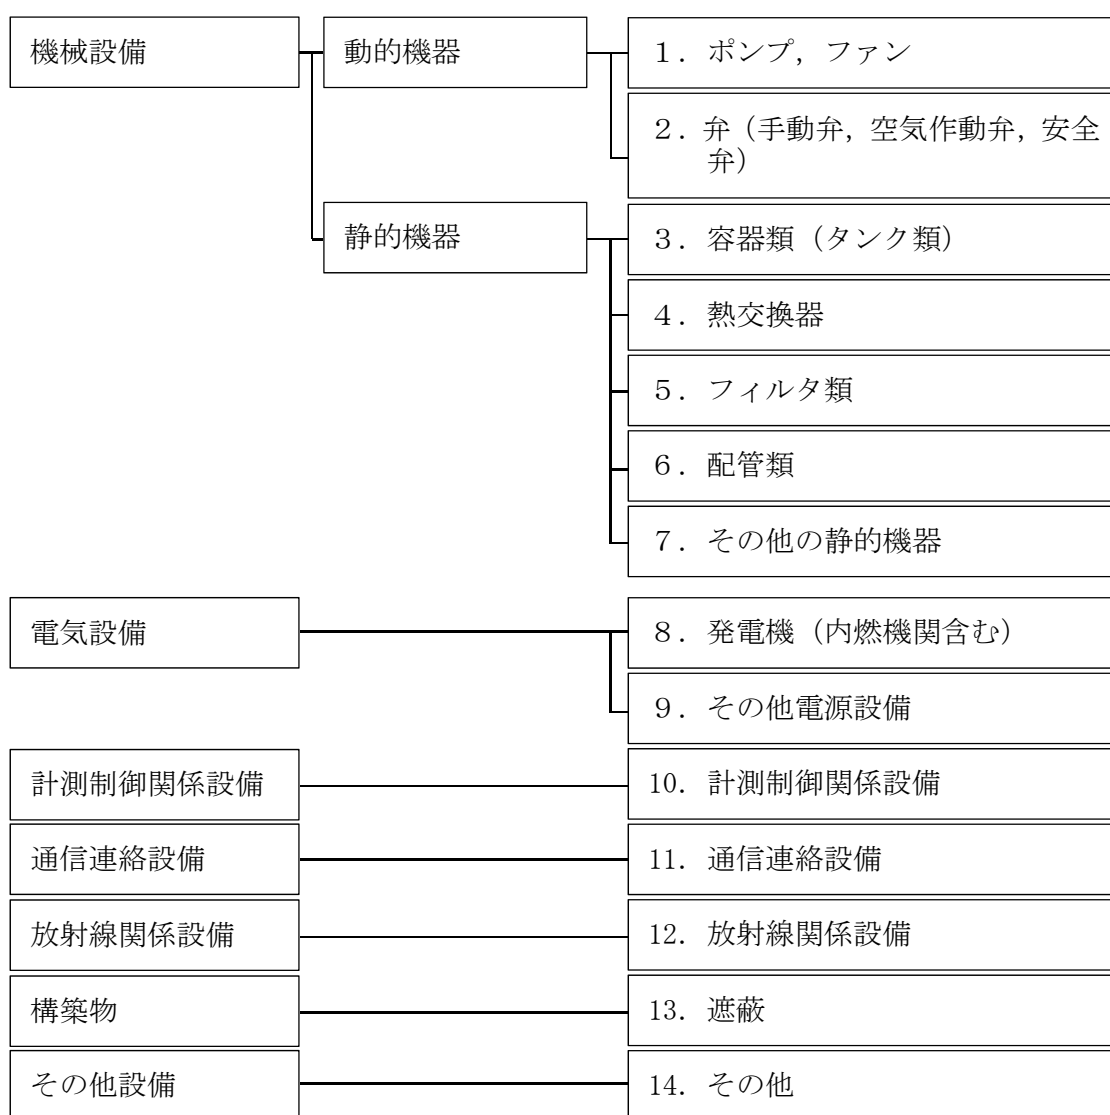 機械設備
動的機器
１．ポンプ，ファン
２．弁（手動弁，空気作動弁，安全
弁）
静的機器
３．容器類（タンク類）
４．熱交換器
５．フィルタ類
６．配管類
７．その他の静的機器
電気設備
８．発電機（内燃機関含む）
９．その他電源設備
計測制御関係設備
10．計測制御関係設備
通信連絡設備
11．通信連絡設備
放射線関係設備
12．放射線関係設備
構築物
13．遮蔽
その他設備
14．その他